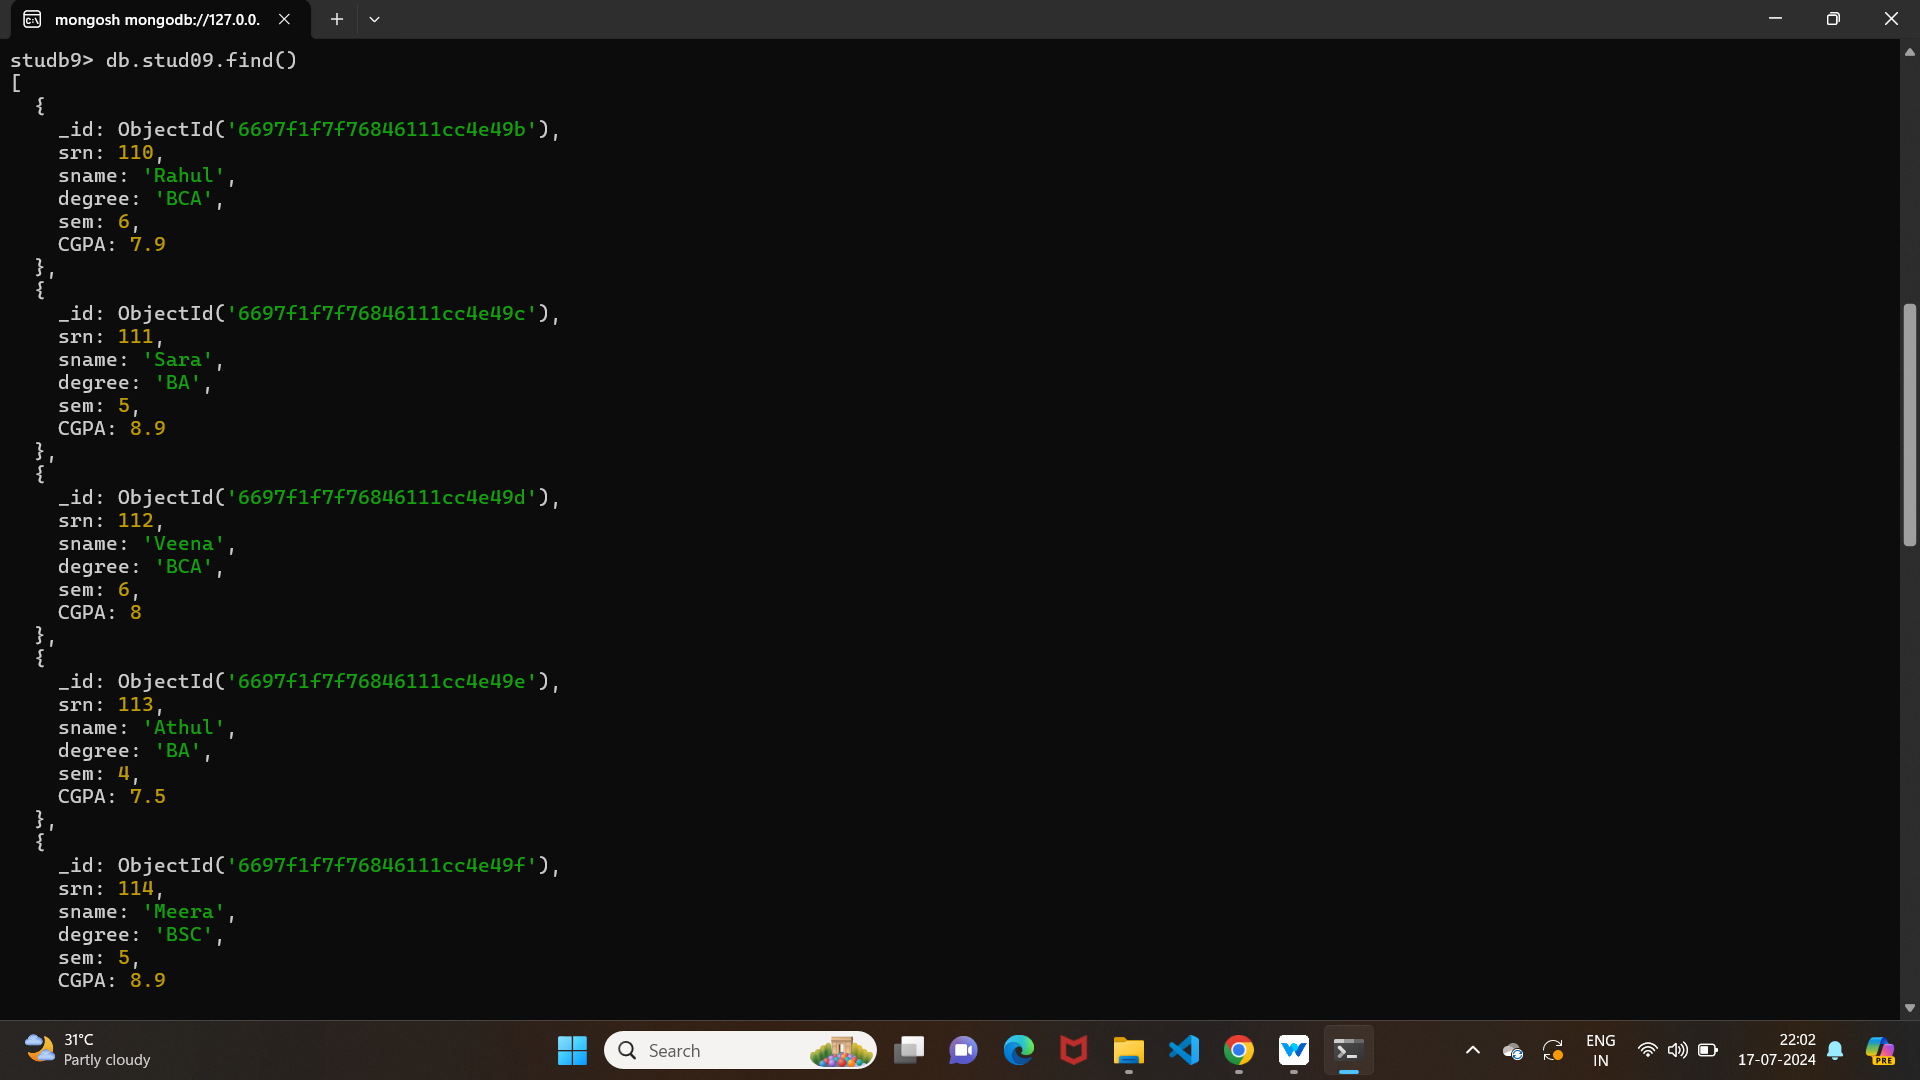 mongosh mongodb://127.0.0.
studb9> db.stud09.find()
[
  {
    _id: ObjectId('6697f1f7f76846111cc4e49b'),
    srn: 110,
    sname: 'Rahul',
    degree: 'BCA',
    sem: 6,
    CGPA: 7.9
  },
  {
    _id: ObjectId('6697f1f7f76846111cc4e49c'),
    srn: 111,
    sname: 'Sara',
    degree: 'BA',
    sem: 5,
    CGPA: 8.9
  },
  {
    _id: ObjectId('6697f1f7f76846111cc4e49d'),
    srn: 112,
    sname: 'Veena',
    degree: 'BCA',
    sem: 6,
    CGPA: 8
  },
  {
    _id: ObjectId('6697f1f7f76846111cc4e49e'),
    srn: 113,
    sname: 'Athul',
    degree: 'BA',
    sem: 4,
    CGPA: 7.5
  },
  {
    _id: ObjectId('6697f1f7f76846111cc4e49f'),
    srn: 114,
    sname: 'Meera',
    degree: 'BSC',
    sem: 5,
    CGPA: 8.9
31°C
Partly cloudy
Search
ENG
IN
22:02
17-07-2024
PRE